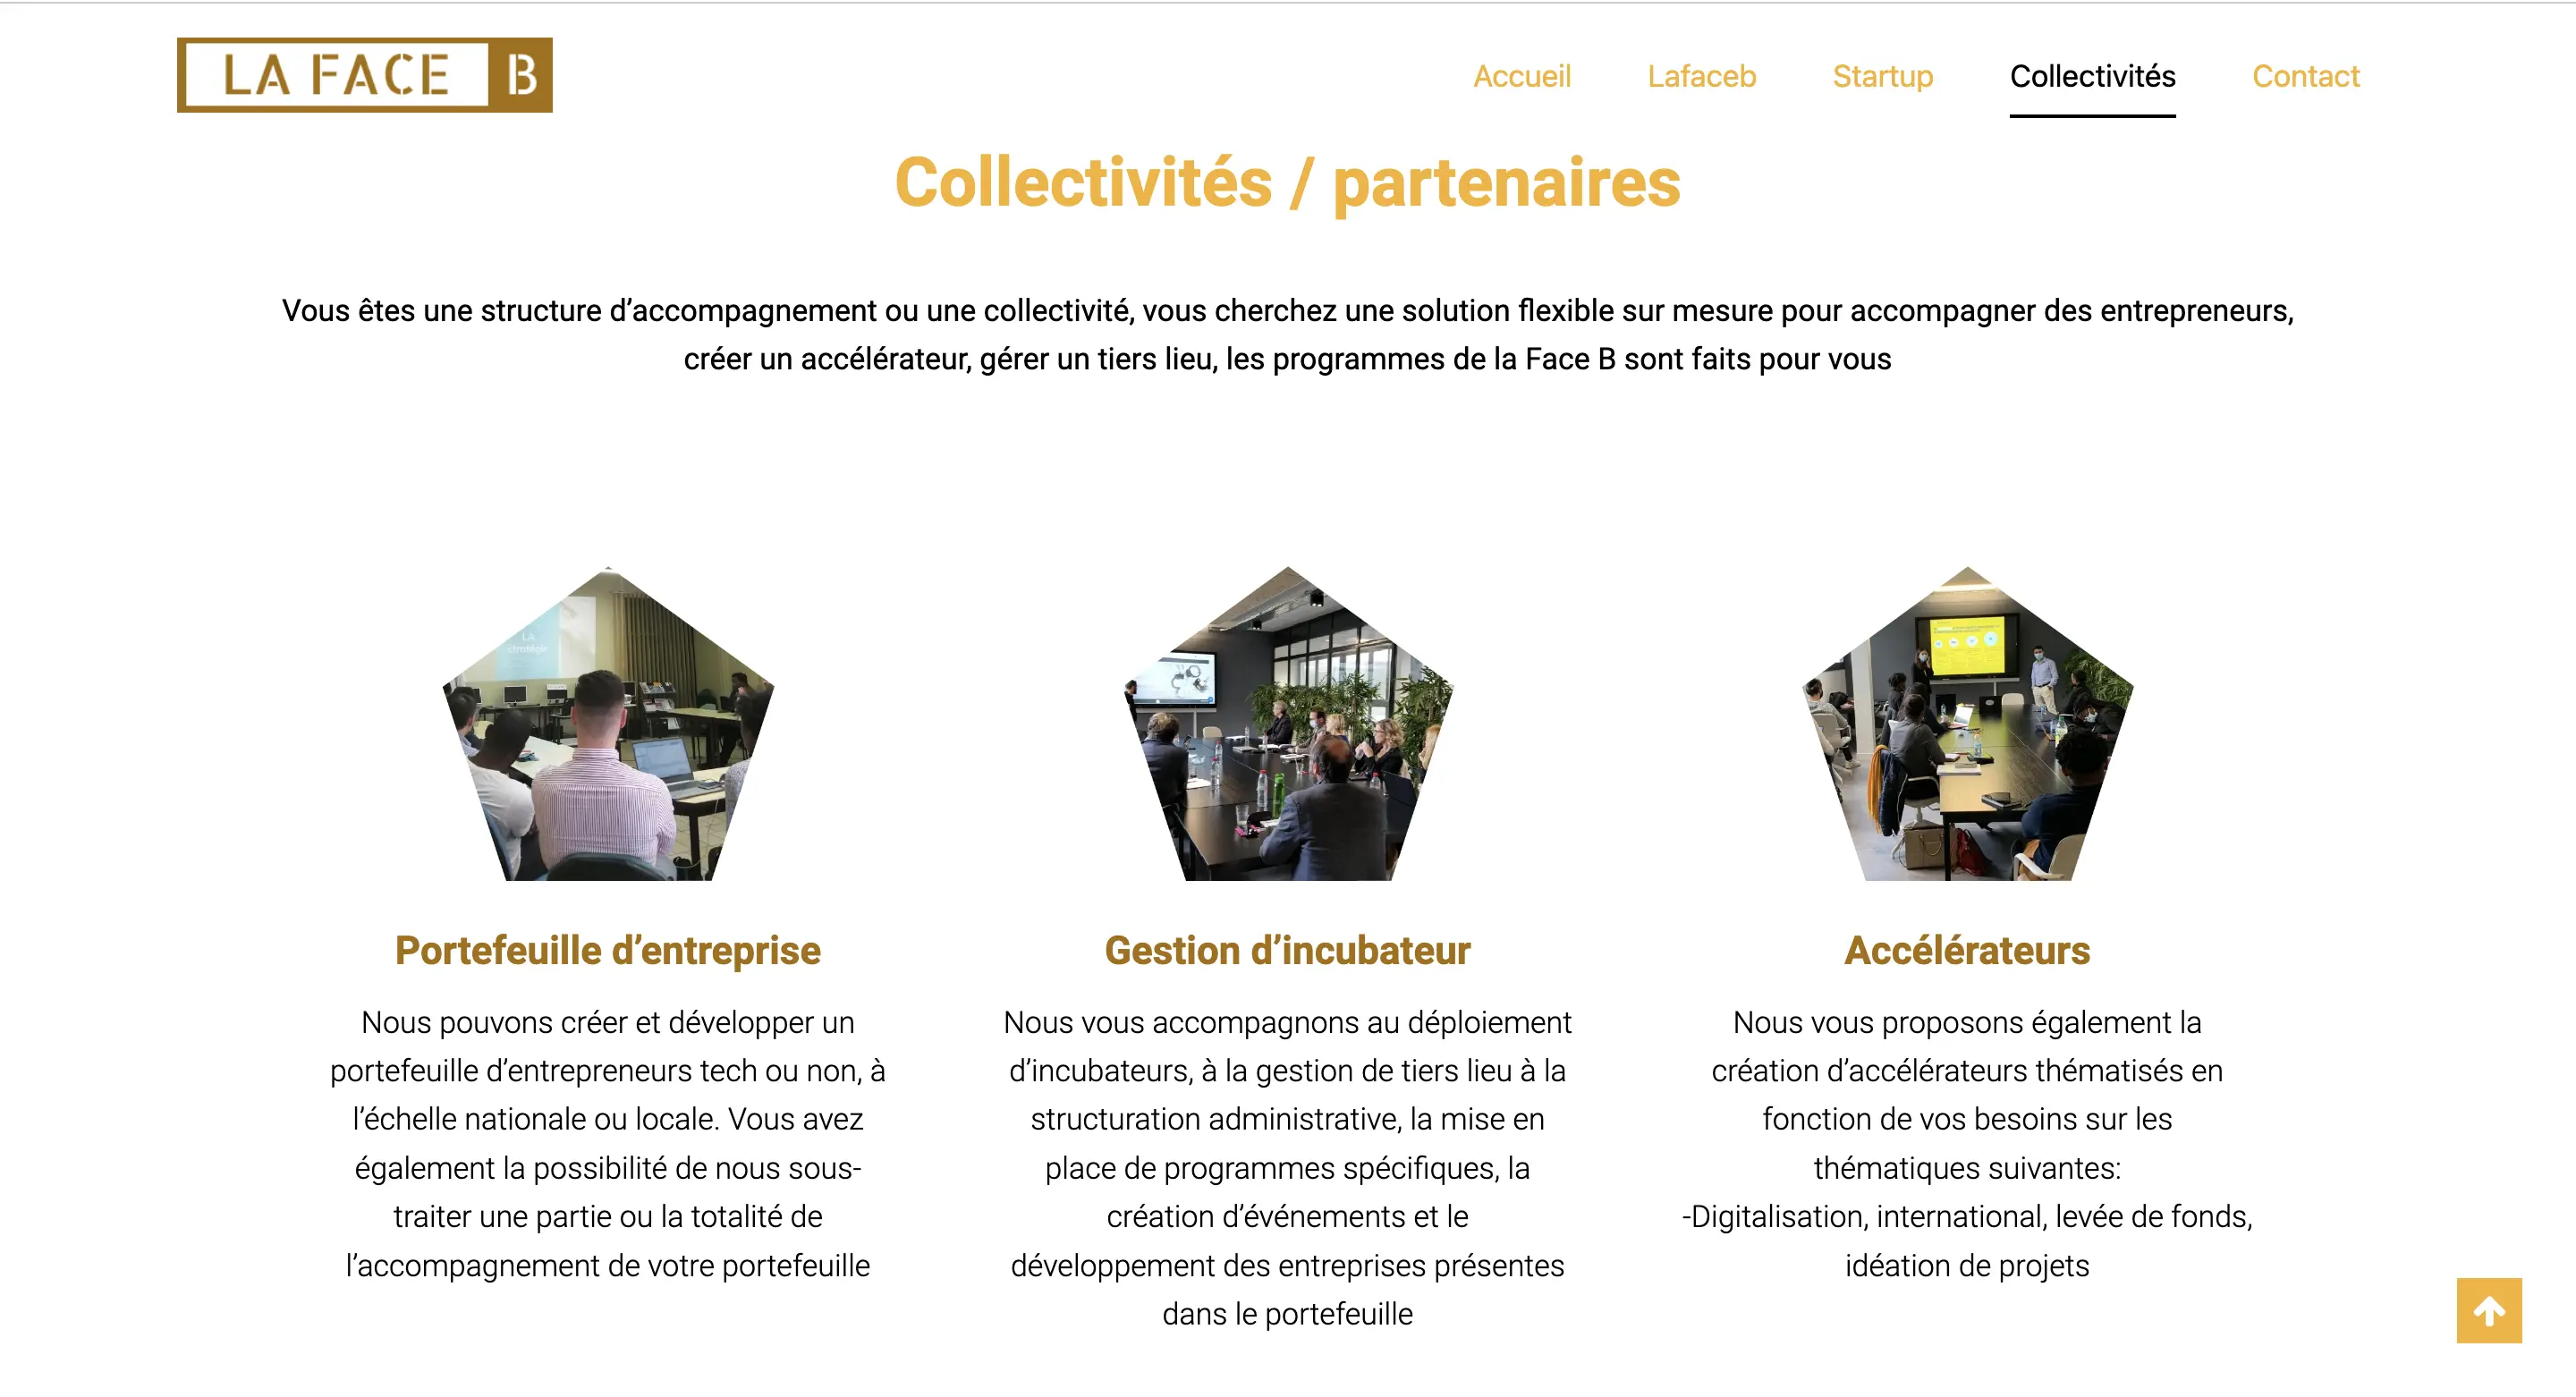 LA FACE B
Accueil
Lafaceb
Startup
Collectivités
Contact
Collectivités / partenaires
Vous êtes une structure d’accompagnement ou une collectivité, vous cherchez une solution flexible sur mesure pour accompagner des entrepreneurs,
créer un accélérateur, gérer un tiers lieu, les programmes de la Face B sont faits pour vous
LA
stratégie
Portefeuille d’entreprise
Nous pouvons créer et développer un
portefeuille d’entrepreneurs tech ou non, à
l’échelle nationale ou locale. Vous avez
également la possibilité de nous sous-
traiter une partie ou la totalité de
l’accompagnement de votre portefeuille
Gestion d’incubateur
Nous vous accompagnons au déploiement
d’incubateurs, à la gestion de tiers lieu à la
structuration administrative, la mise en
place de programmes spécifiques, la
création d’événements et le
développement des entreprises présentes
dans le portefeuille
Accélérateurs
Nous vous proposons également la
création d’accélérateurs thématisés en
fonction de vos besoins sur les
thématiques suivantes:
-Digitalisation, international, levée de fonds,
idéation de projets